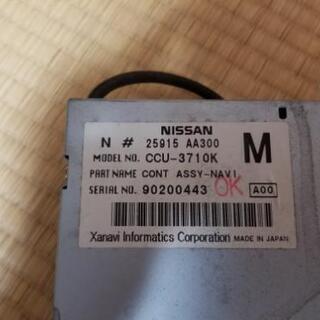 NISSAN
N # 25915 AA300
MODEL NO. CCU-3710K M
PART NAME CONT ASSY-NAVI
SERIAL NO. 90200443 OK A00
Xanavi Informatics Corporation MADE IN JAPAN